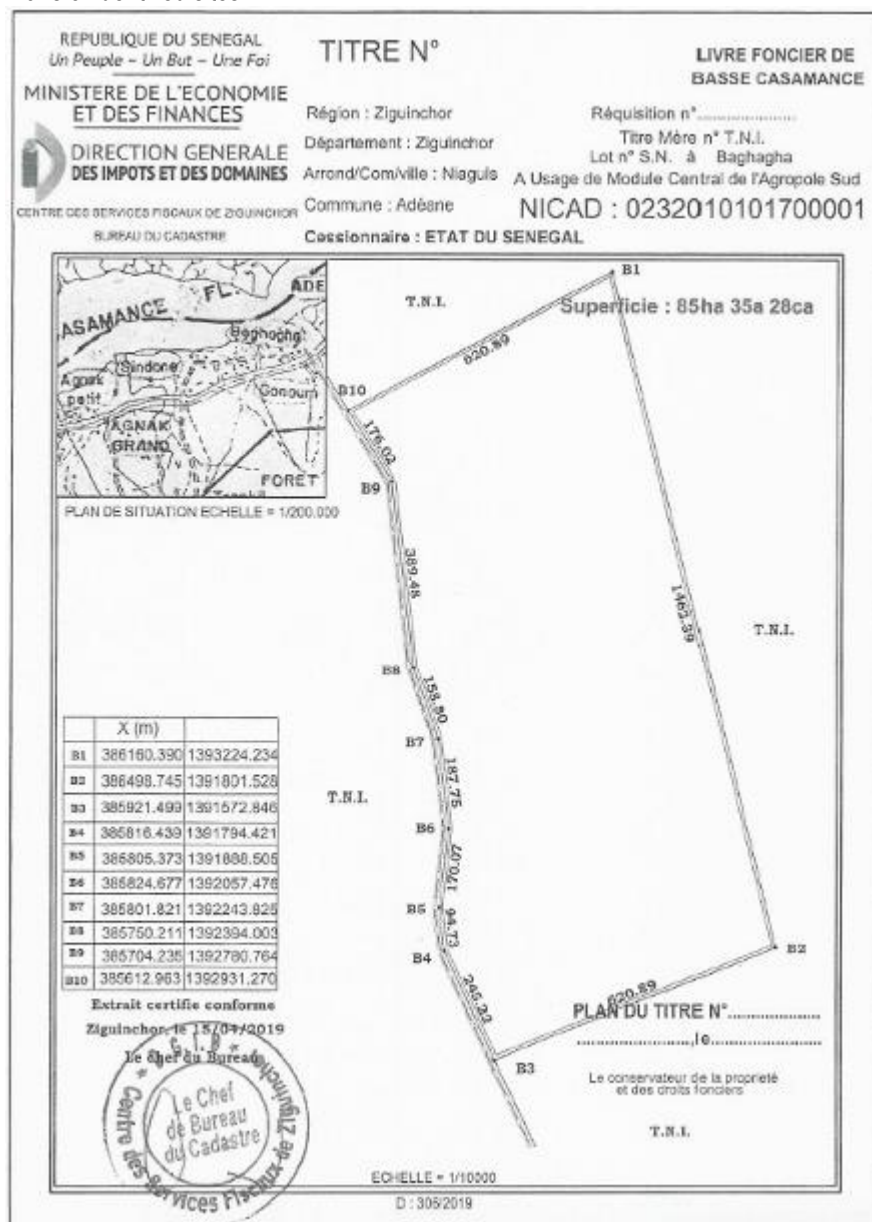 REPUBLIQUE DU SENEGAL
Un Peuple – Un But – Une Foi
MINISTERE DE L'ECONOMIE
ET DES FINANCES
DIRECTION GENERALE
DES IMPOTS ET DES DOMAINES
CENTRE DES SERVICES FISCAUX DE ZIGUINCHOR
BUREAU DU CADASTRE
TITRE N°
Région : Ziguinchor
Département : Ziguinchor
Arrond/Com/ville : Niaguis
Commune : Adéane
Cessionnaire : ETAT DU SENEGAL
LIVRE FONCIER DE
BASSE CASAMANCE
Réquisition n°......................
Titre Mère n° T.N.I.
Lot n° S.N. à Baghagha
A Usage de Module Central de l'Agropole Sud
NICAD : 0232010101700001
ADE
FL.
ASAMANCE
Baghagha
Sindone
Agnak
petit
Gonoum
AGNAK
GRAND
FORET
PLAN DE SITUATION ECHELLE = 1/200.000
T.N.I.
B1
Superficie : 85ha 35a 28ca
620.89
B10
176.02
B9
389.48
1462.39
T.N.I.
B8
158.80
B7
187.75
T.N.I.
B6
170.07
B5
94.73
B4
B2
245.22
620.89
B3
X (m)
B1 386160.390 1393224.234
B2 386498.745 1391801.528
B3 385921.499 1391572.846
B4 385816.439 1391794.421
B5 385805.373 1391888.505
B6 385824.677 1392057.476
B7 385801.821 1392243.825
B8 385750.211 1392394.003
B9 385704.235 1392780.764
B10 385612.963 1392931.270
Extrait certifie conforme
Ziguinchor, le 15/04/2019
Le chef du Bureau
D.G.I.D
Centre des Services Fiscaux de Ziguinchor
Le Chef
de Bureau
du Cadastre
PLAN DU TITRE N°....................
........................,le........................
Le conservateur de la propriété
et des droits fonciers
T.N.I.
ECHELLE = 1/10000
D : 306/2019